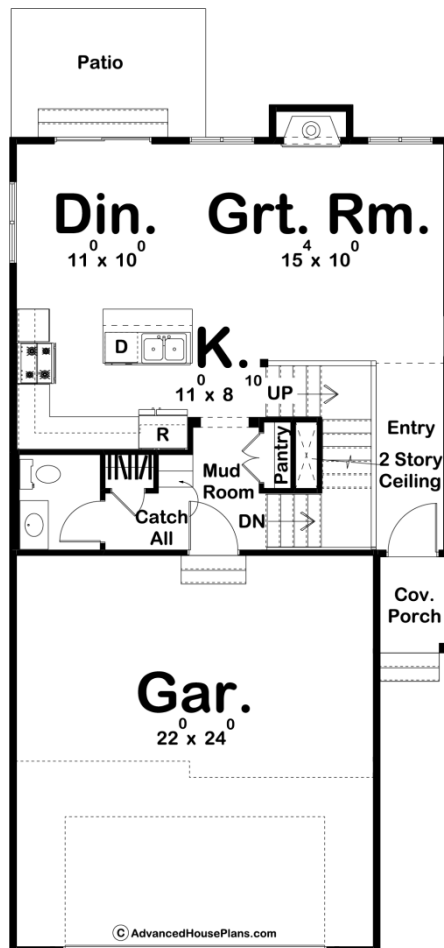 Patio
Din.
11⁰ x 10⁰
Grt. Rm.
15⁴ x 10⁰
D
K.
11⁰ x 8¹⁰
UP
R
Entry
2 Story
Ceiling
Pantry
Mud
Room
Catch
All
DN
Cov.
Porch
Gar.
22⁰ x 24⁰
© AdvancedHousePlans.com